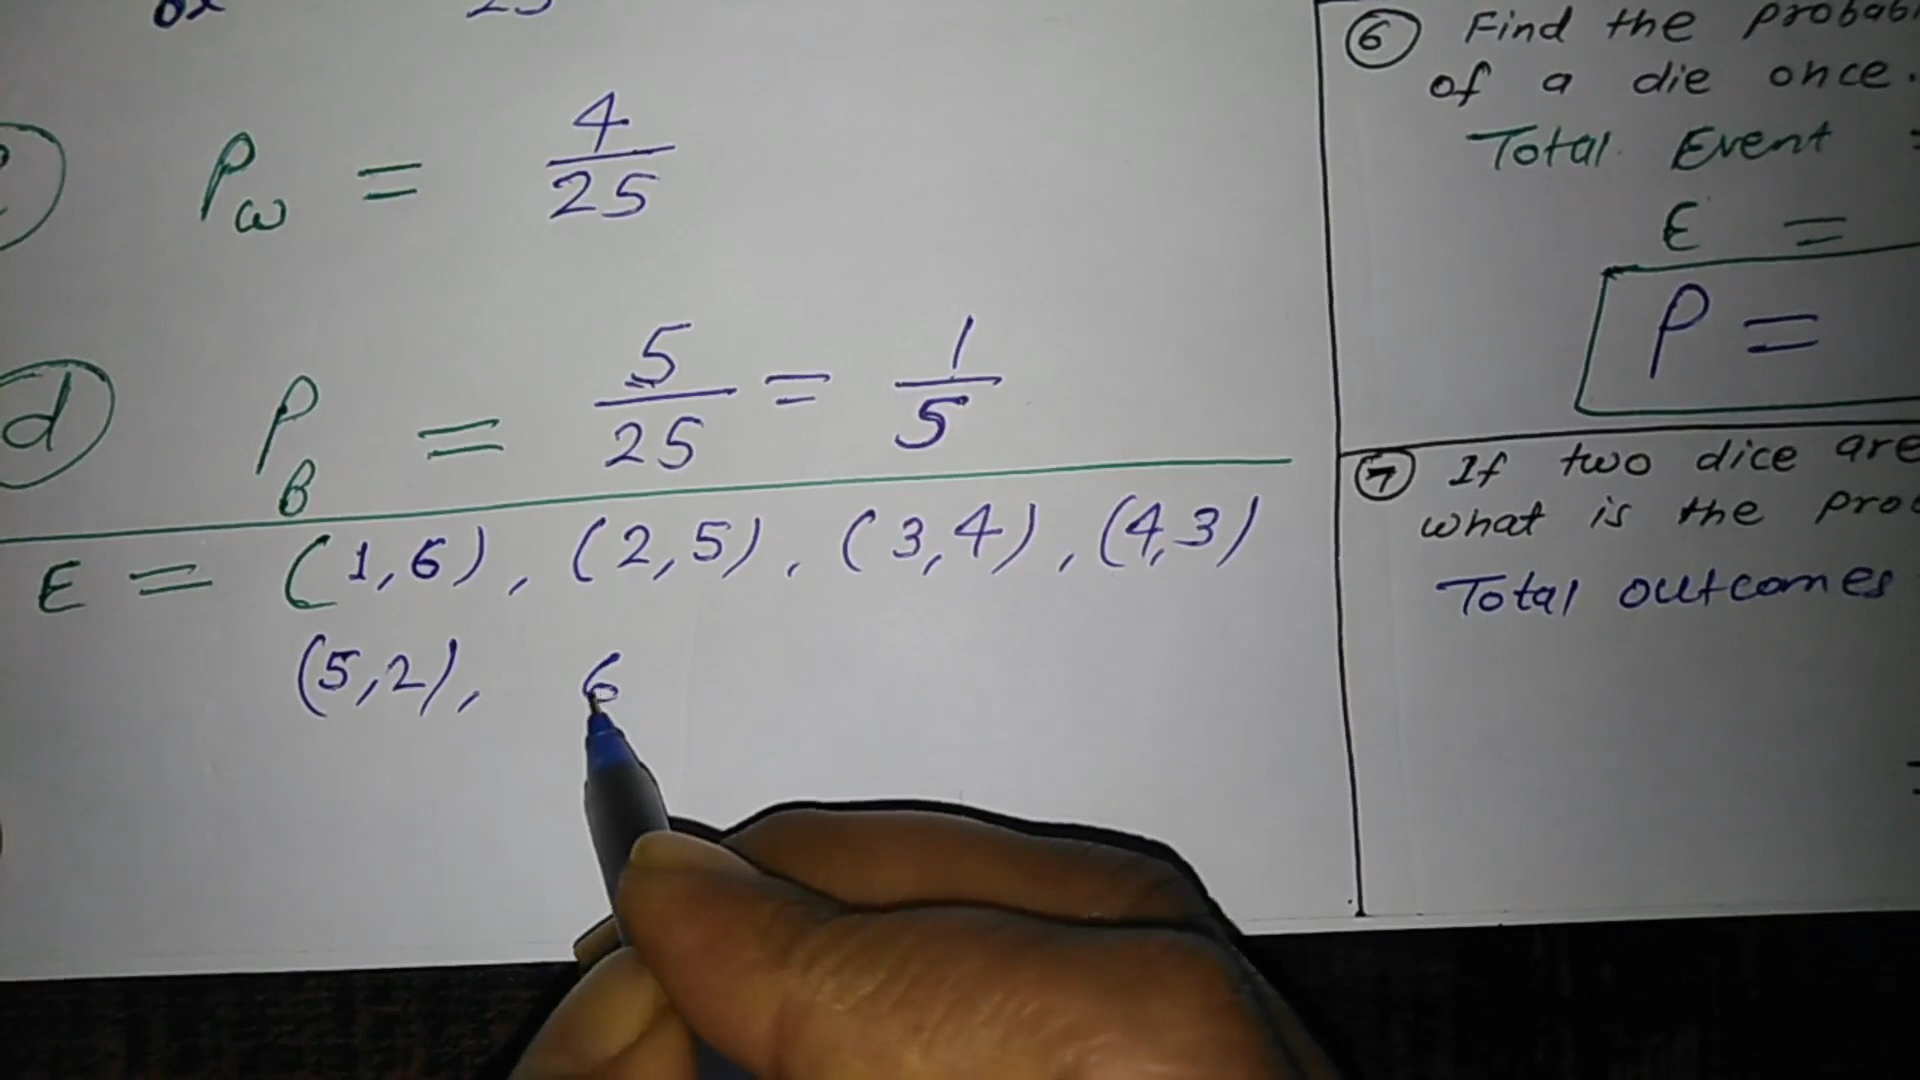 P_w = 4/25
d P_B = 5/25 = 1/5
E = (1,6), (2,5), (3,4), (4,3)
(5,2), 6
6 Find the
of a die once.
Total Event
E =
P =
7 If two dice are
what is the
Total outcomes